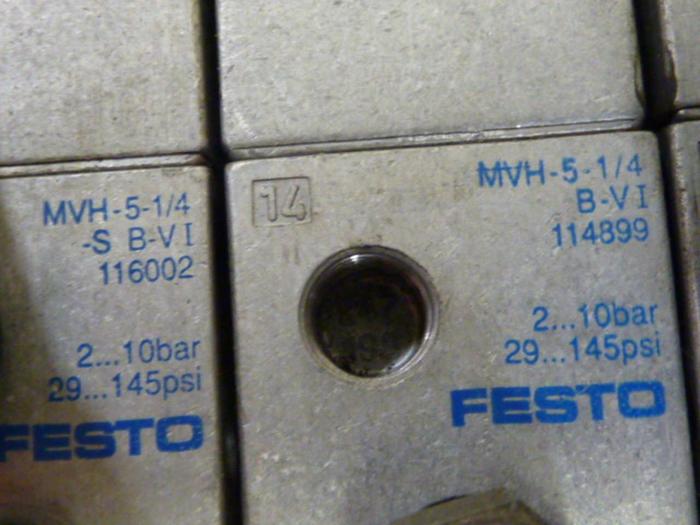 MVH-5-1/4
-S B-VI
116002
2...10bar
29...145psi
FESTO
14
MVH-5-1/4
B-VI
114899
2...10bar
29...145psi
FESTO